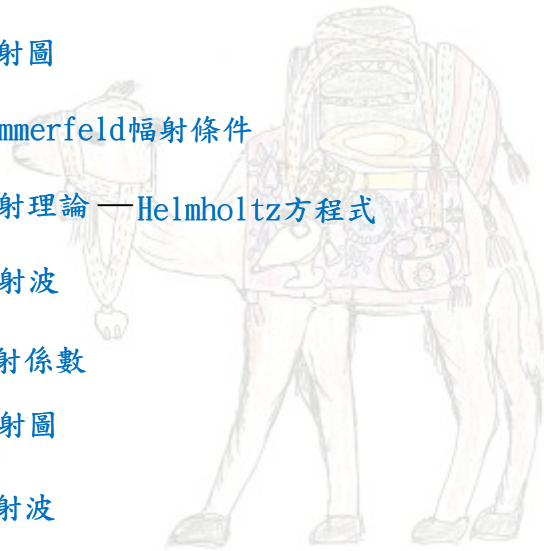 射圖
mmerfeld幅射條件
射理論 — Helmholtz方程式
射波
射係數
射圖
射波